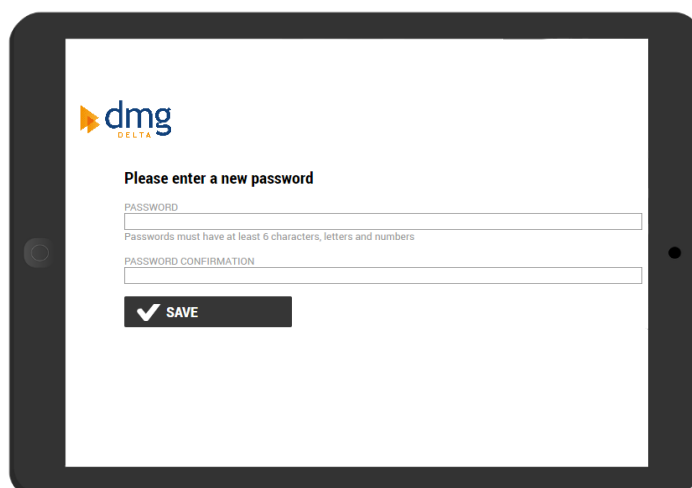 dmg
DELTA
Please enter a new password
PASSWORD
Passwords must have at least 6 characters, letters and numbers
PASSWORD CONFIRMATION
SAVE